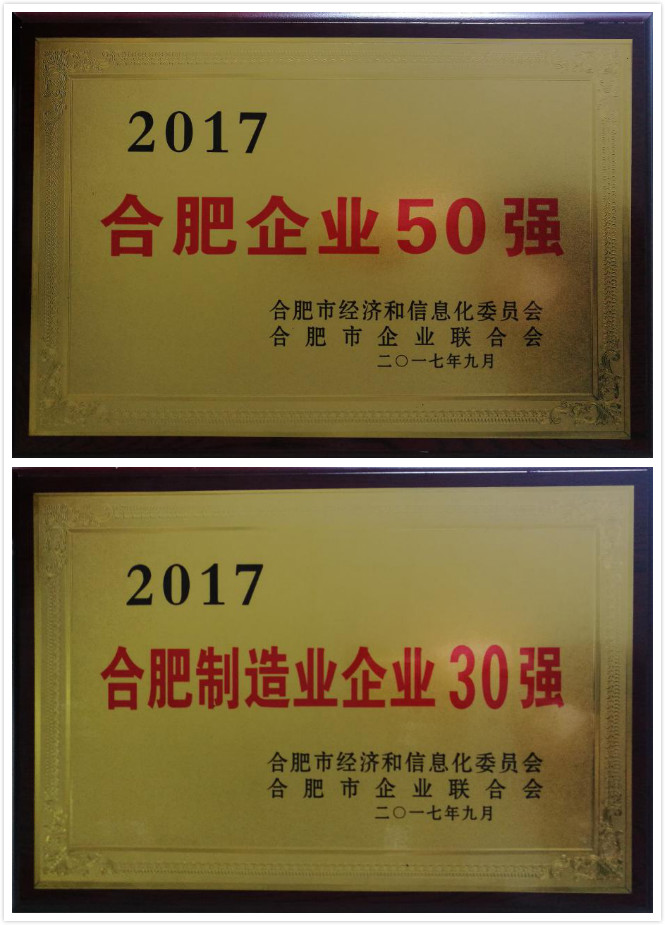 2017
合肥企业50强
合肥市经济和信息化委员会
合肥市企业联合会
二〇一七年九月
2017
合肥制造业企业30强
合肥市经济和信息化委员会
合肥市企业联合会
二〇一七年九月